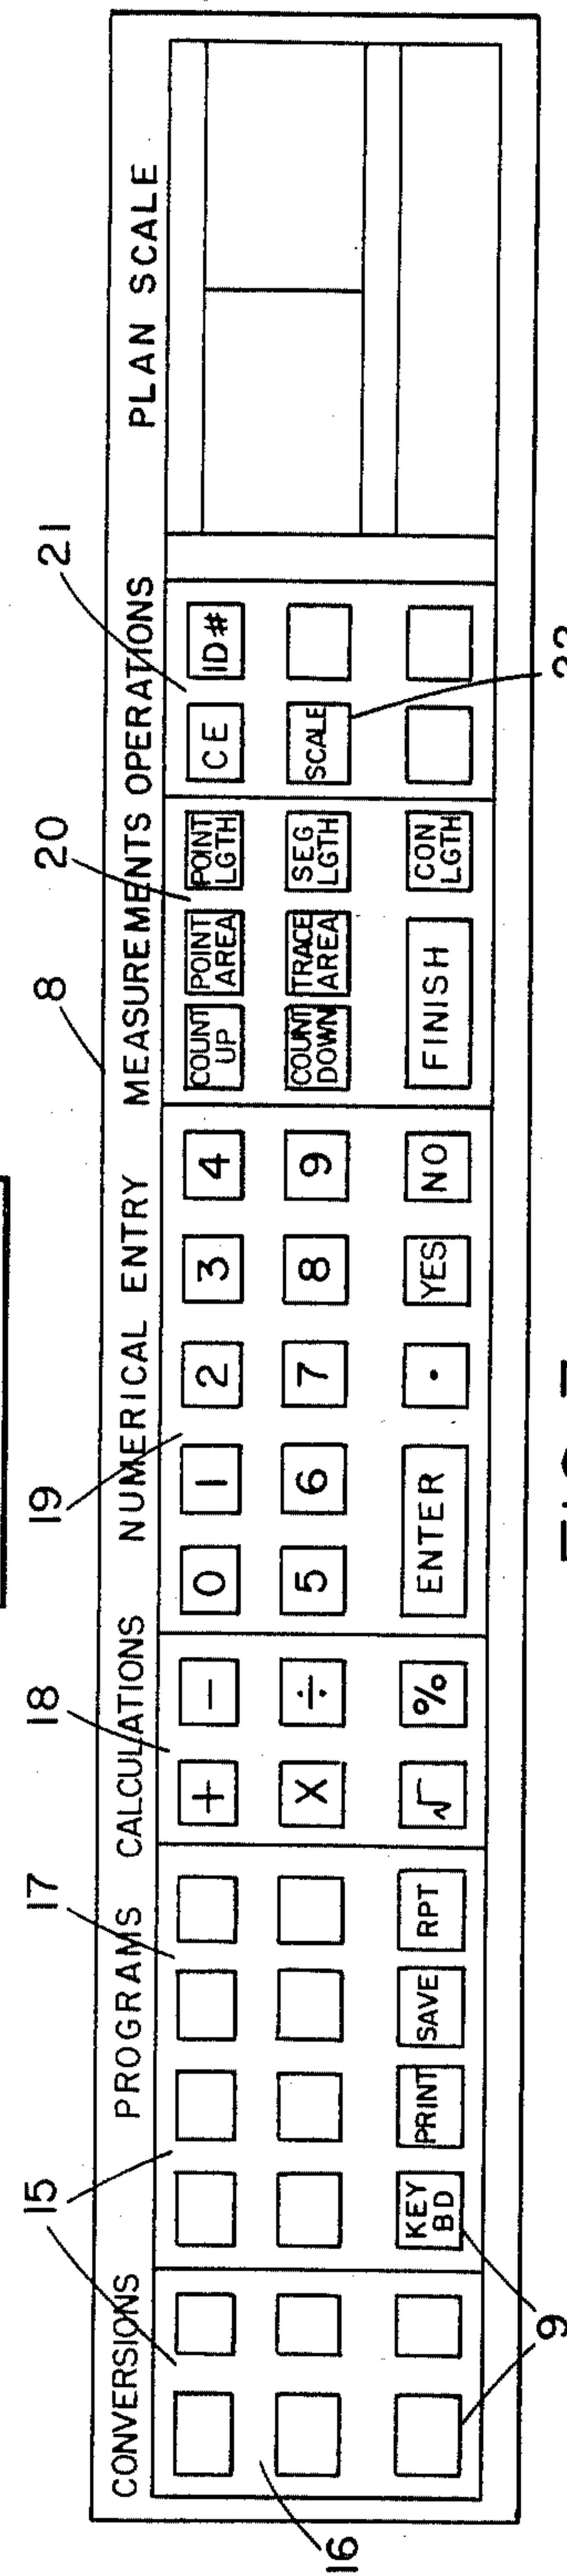 8
15 17 18 19 20 21
CONVERSIONS PROGRAMS CALCULATIONS NUMERICAL ENTRY MEASUREMENTS OPERATIONS PLAN SCALE
+ - 0 1 2 3 4 COUNT UP POINT AREA POINT LGTH CE ID#
X ÷ 5 6 7 8 9 COUNT DOWN TRACE AREA SEG LGTH SCALE
KEY BD PRINT SAVE RPT √ % ENTER . YES NO FINISH CON LGTH
16 9